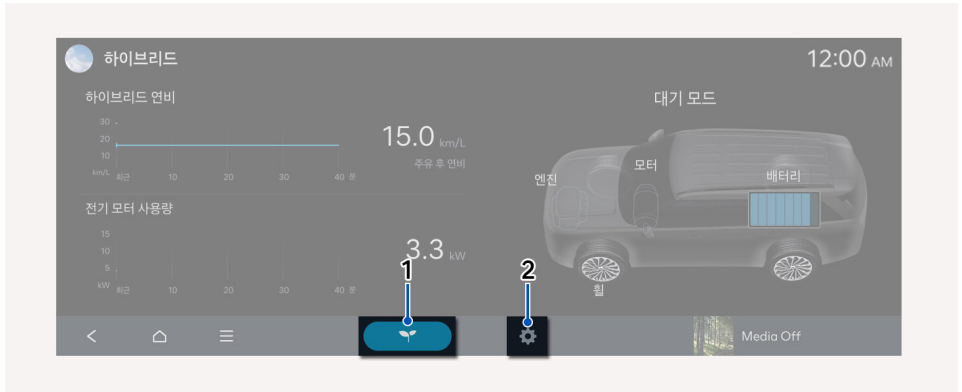 하이브리드
12:00 AM
하이브리드 연비
30
20
10
km/L 최근 10 20 30 40 분
15.0 km/L
주유 후 연비
전기 모터 사용량
15
10
5
kW 최근 10 20 30 40 분
3.3 kW
대기 모드
엔진
모터
배터리
휠
1
2
Media Off